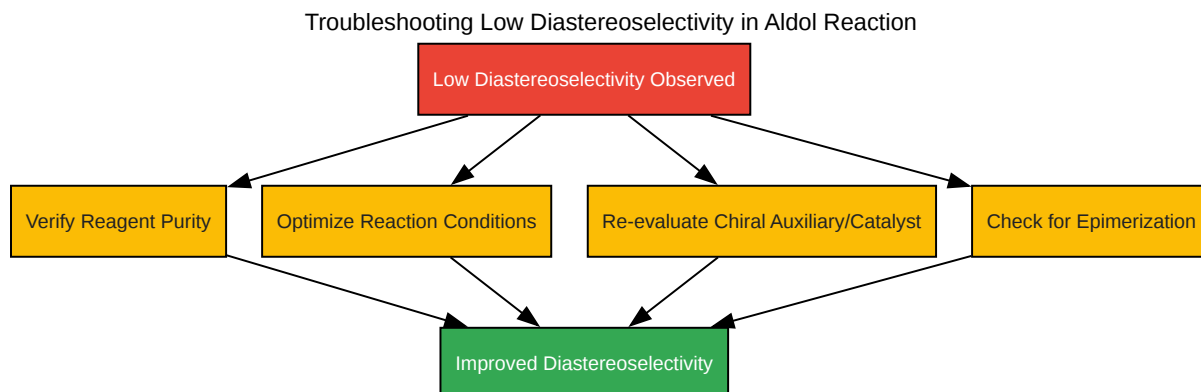 Troubleshooting Low Diastereoselectivity in Aldol Reaction
Low Diastereoselectivity Observed
Verify Reagent Purity
Optimize Reaction Conditions
Re-evaluate Chiral Auxiliary/Catalyst
Check for Epimerization
Improved Diastereoselectivity